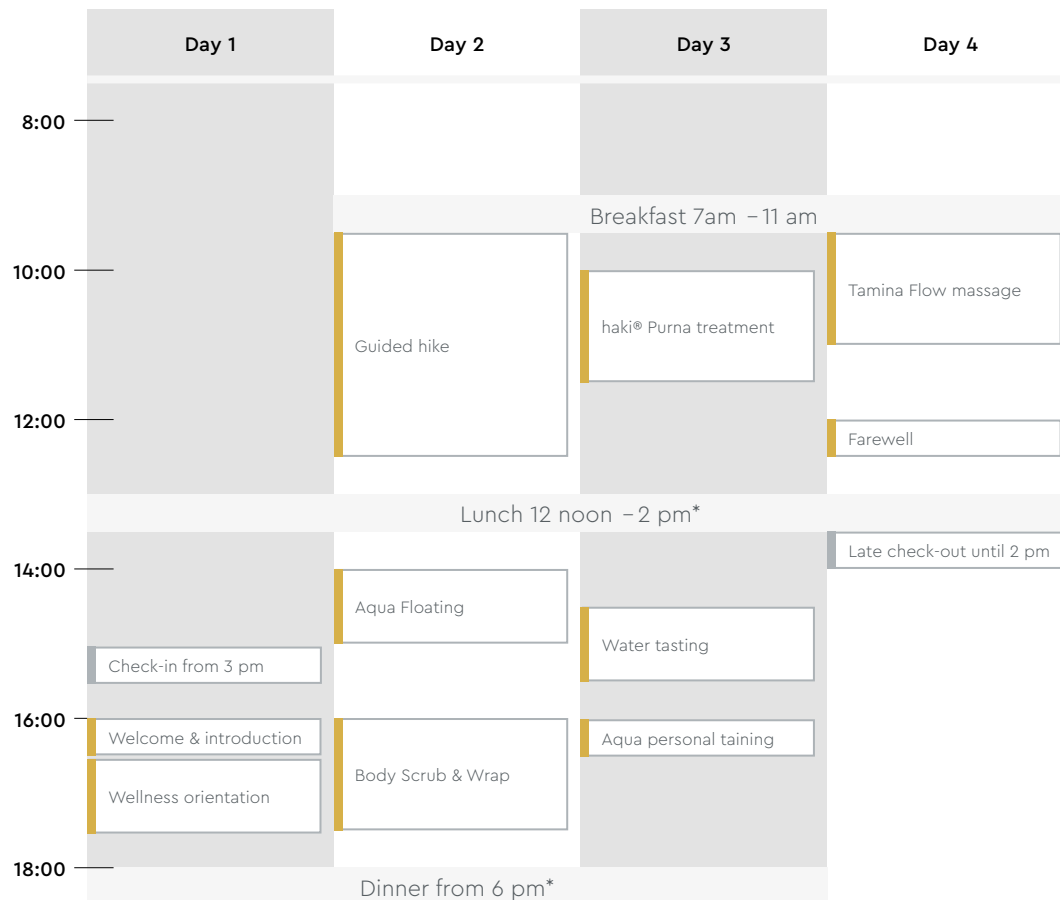 Day 1
Day 2
Day 3
Day 4
8:00
Breakfast 7am – 11 am
10:00
Guided hike
haki® Purna treatment
Tamina Flow massage
12:00
Farewell
Lunch 12 noon – 2 pm*
Late check-out until 2 pm
14:00
Aqua Floating
Water tasting
Check-in from 3 pm
16:00
Welcome & introduction
Aqua personal taining
Body Scrub & Wrap
Wellness orientation
18:00
Dinner from 6 pm*